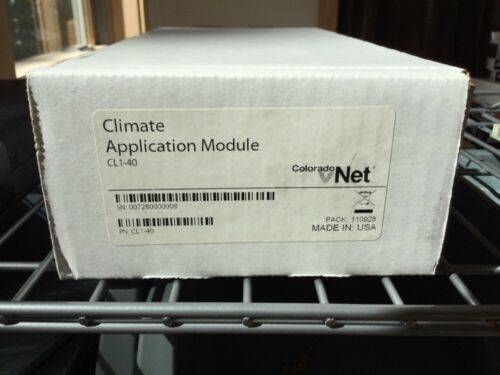 Climate
Application Module
CL1-40
Colorado vNet
SN: 007280000008
PN: CL1-40
PACK: 110928
MADE IN: USA